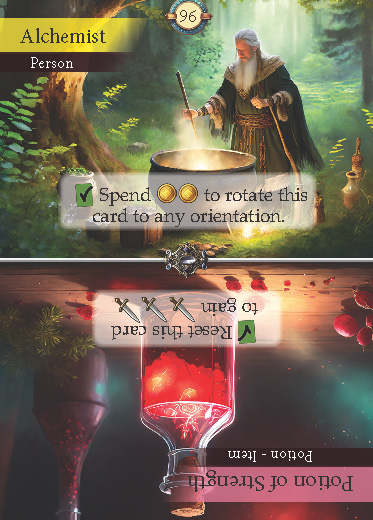 96
Alchemist
Person
Spend to rotate this
card to any orientation.
Reset this card
to gain
Potion - Item
Potion of Strength